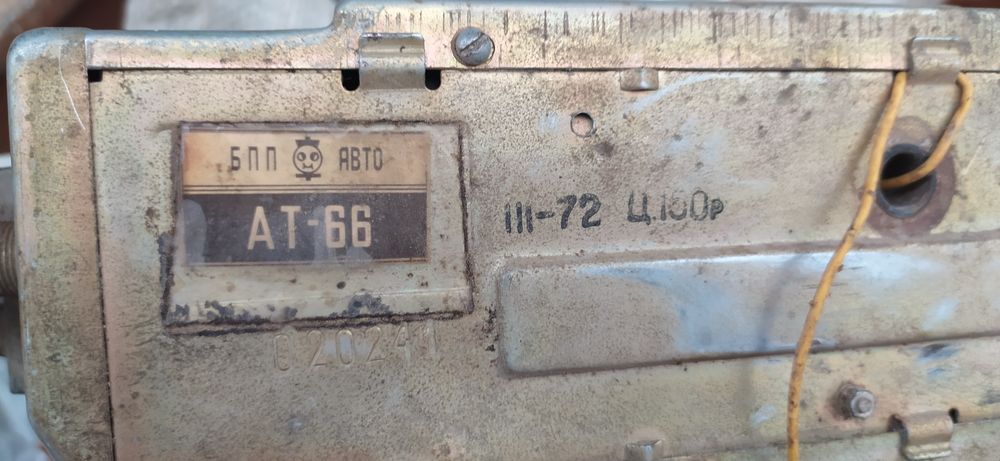 БПП АВТО
АТ-66
III-72 Ц.150р
020241